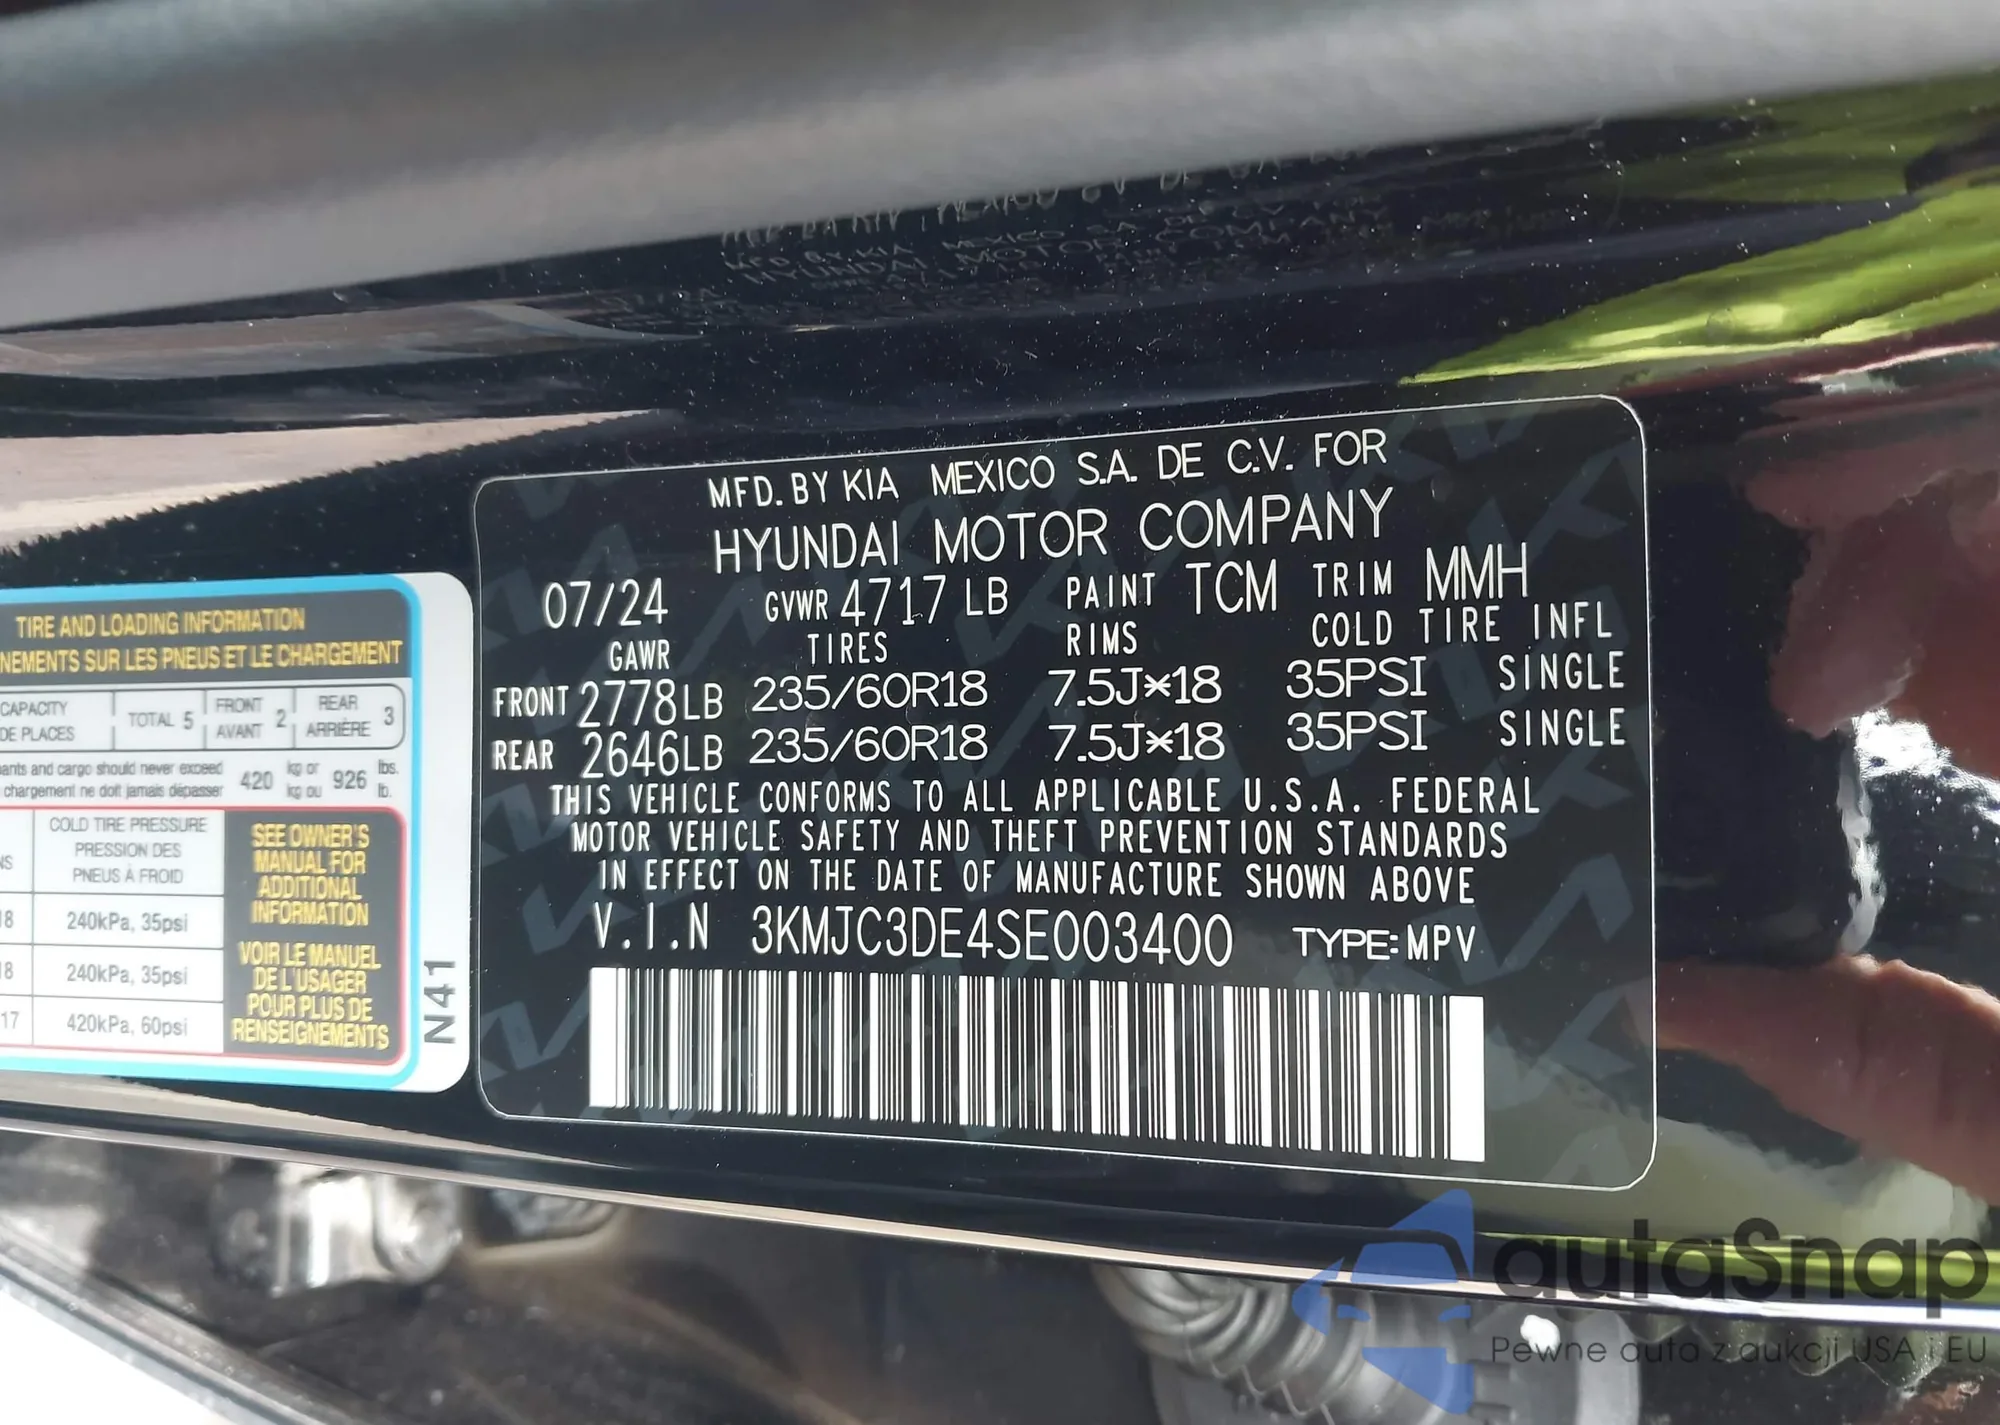 MFD. BY KIA MEXICO S.A. DE C.V. FOR
HYUNDAI MOTOR COMPANY
07/24 GVWR 4717 LB PAINT TCM TRIM MMH
GAWR TIRES RIMS COLD TIRE INFL
FRONT 2778LB 235/60R18 7.5J×18 35PSI SINGLE
REAR 2646LB 235/60R18 7.5J×18 35PSI SINGLE
THIS VEHICLE CONFORMS TO ALL APPLICABLE U.S.A. FEDERAL
MOTOR VEHICLE SAFETY AND THEFT PREVENTION STANDARDS
IN EFFECT ON THE DATE OF MANUFACTURE SHOWN ABOVE
V.I.N 3KMJC3DE4SE003400 TYPE:MPV
TIRE AND LOADING INFORMATION
NEMENTS SUR LES PNEUS ET LE CHARGEMENT
CAPACITY
DE PLACES
TOTAL 5
FRONT
AVANT 2
REAR
ARRIÈRE 3
ants and cargo should never exceed
chargement ne doit jamais dépasser
420 kg or
kg ou
926 lbs.
lb.
COLD TIRE PRESSURE
PRESSION DES
PNEUS À FROID
240kPa, 35psi
240kPa, 35psi
17 420kPa, 60psi
SEE OWNER'S
MANUAL FOR
ADDITIONAL
INFORMATION
VOIR LE MANUEL
DE L'USAGER
POUR PLUS DE
RENSEIGNEMENTS
N41
autaSnap
Pewne auta z aukcji USA i EU